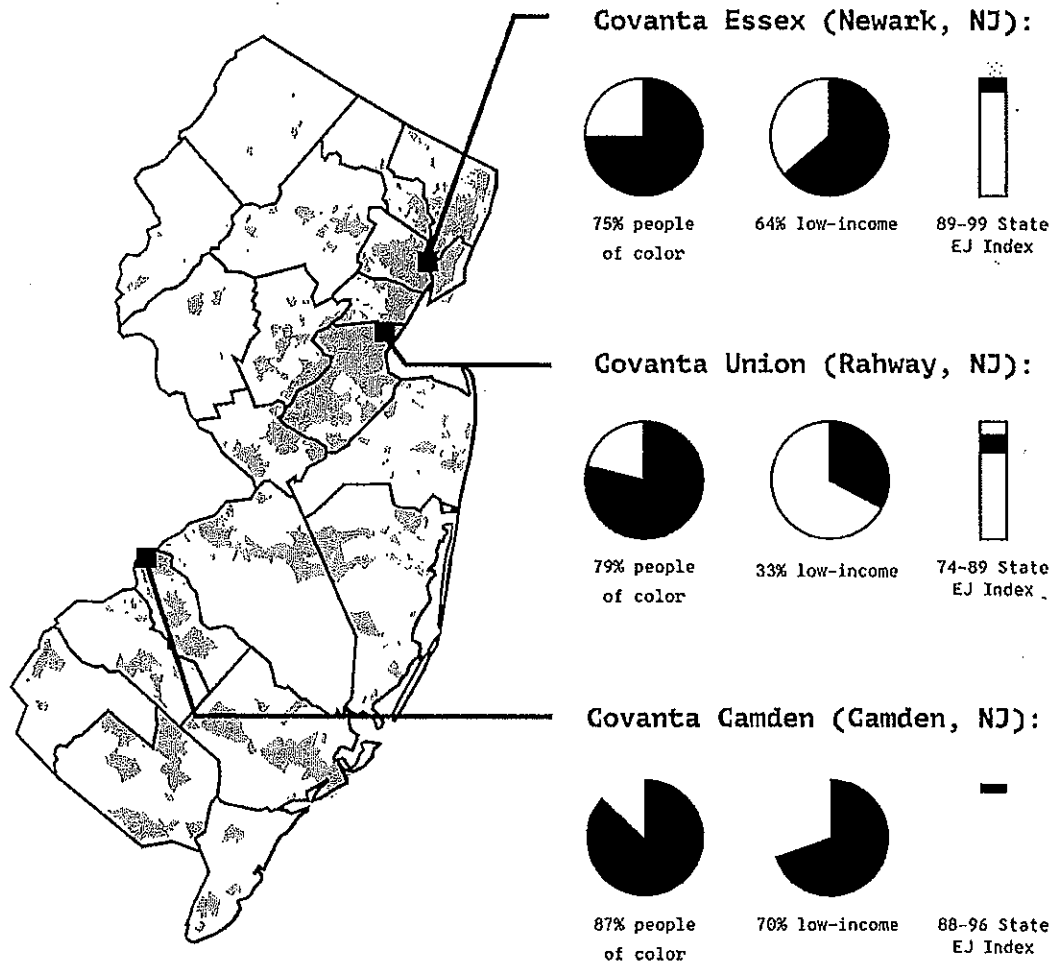 Covanta Essex (Newark, NJ):
75% people
of color
64% low-income
89-99 State
EJ Index
Covanta Union (Rahway, NJ):
79% people
of color
33% low-income
74-89 State
EJ Index
Covanta Camden (Camden, NJ):
87% people
of color
70% low-income
88-96 State
EJ Index